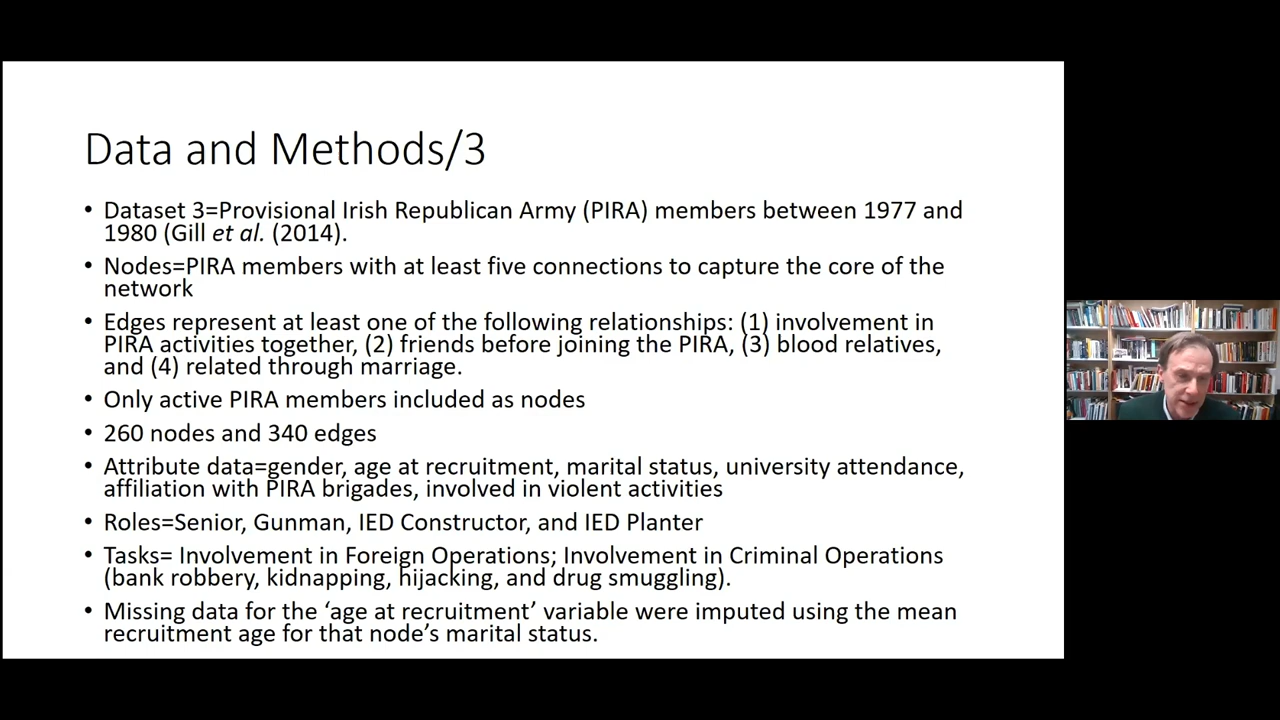 Data and Methods/3
• Dataset 3=Provisional Irish Republican Army (PIRA) members between 1977 and
1980 (Gill et al. (2014).
• Nodes=PIRA members with at least five connections to capture the core of the
network
• Edges represent at least one of the following relationships: (1) involvement in
PIRA activities together, (2) friends before joining the PIRA, (3) blood relatives,
and (4) related through marriage.
• Only active PIRA members included as nodes
• 260 nodes and 340 edges
• Attribute data=gender, age at recruitment, marital status, university attendance,
affiliation with PIRA brigades, involved in violent activities
• Roles=Senior, Gunman, IED Constructor, and IED Planter
• Tasks= Involvement in Foreign Operations; Involvement in Criminal Operations
(bank robbery, kidnapping, hijacking, and drug smuggling).
• Missing data for the ‘age at recruitment’ variable were imputed using the mean
recruitment age for that node’s marital status.